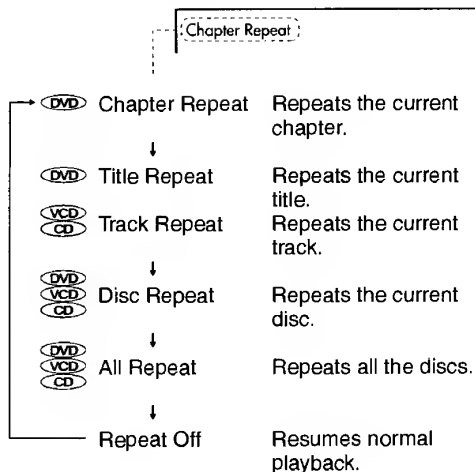 Chapter Repeat
DVD Chapter Repeat Repeats the current
chapter.
DVD Title Repeat Repeats the current
title.
VCD
CD Track Repeat Repeats the current
track.
DVD
VCD
CD Disc Repeat Repeats the current
disc.
DVD
VCD
CD All Repeat Repeats all the discs.
Repeat Off Resumes normal
playback.